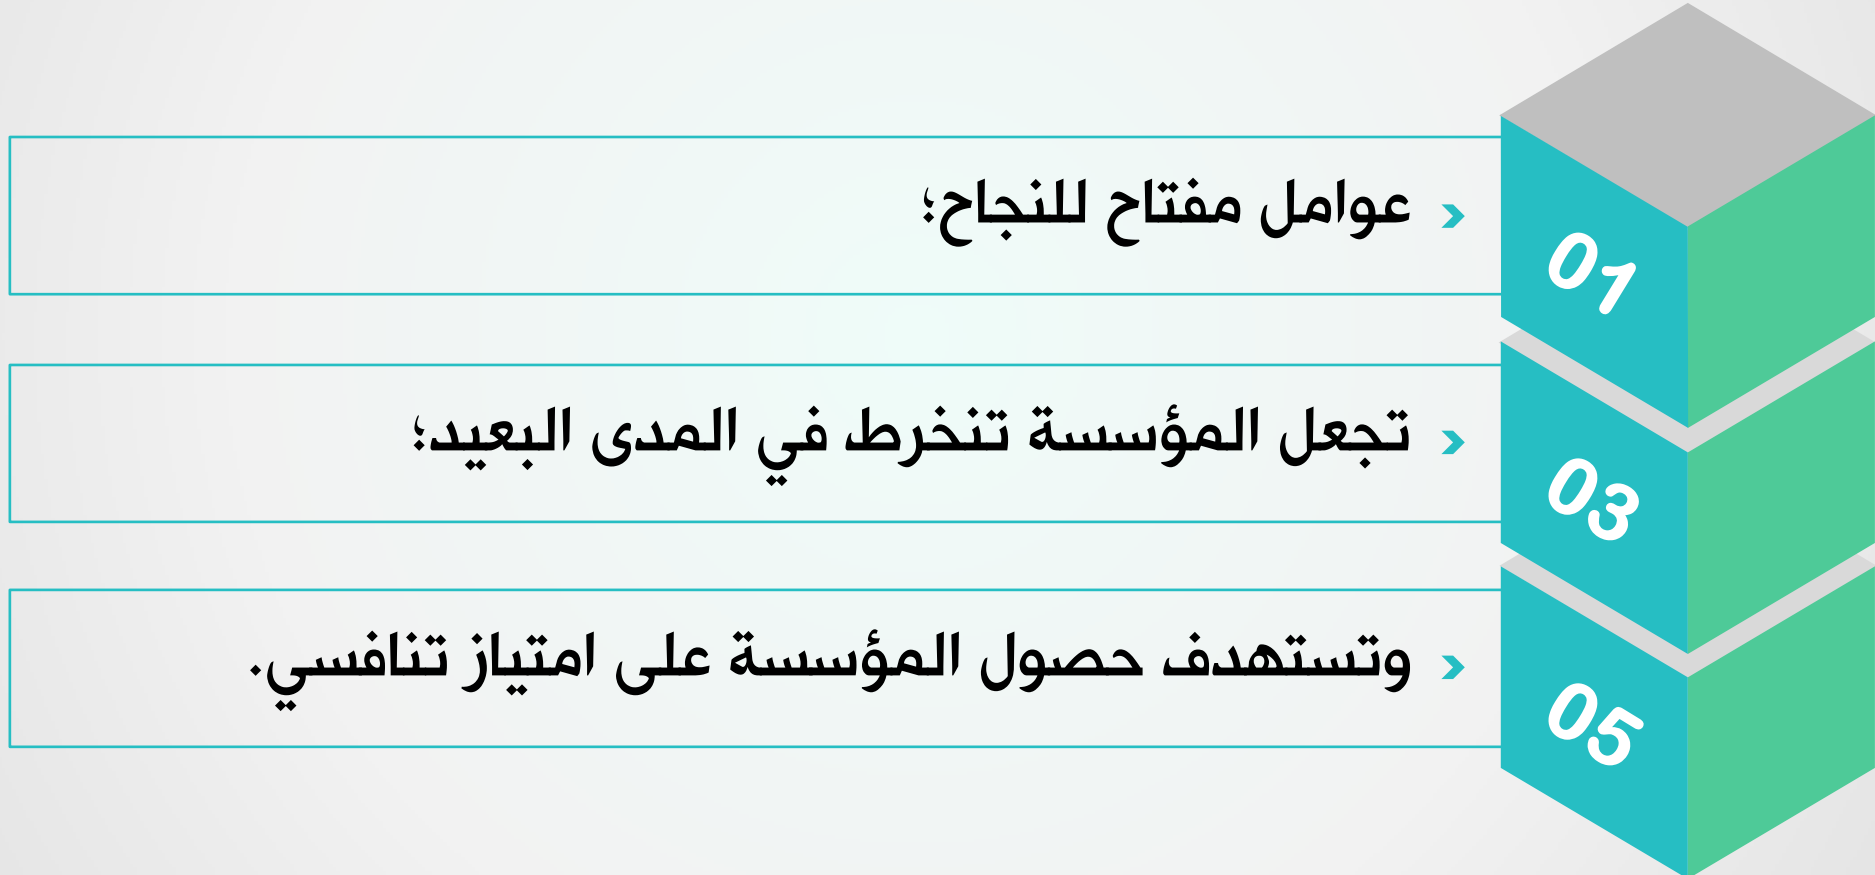 01
عوامل مفتاح للنجاح؛
03
تجعل المؤسسة تنخرط في المدى البعيد؛
05
وتستهدف حصول المؤسسة على امتياز تنافسي.